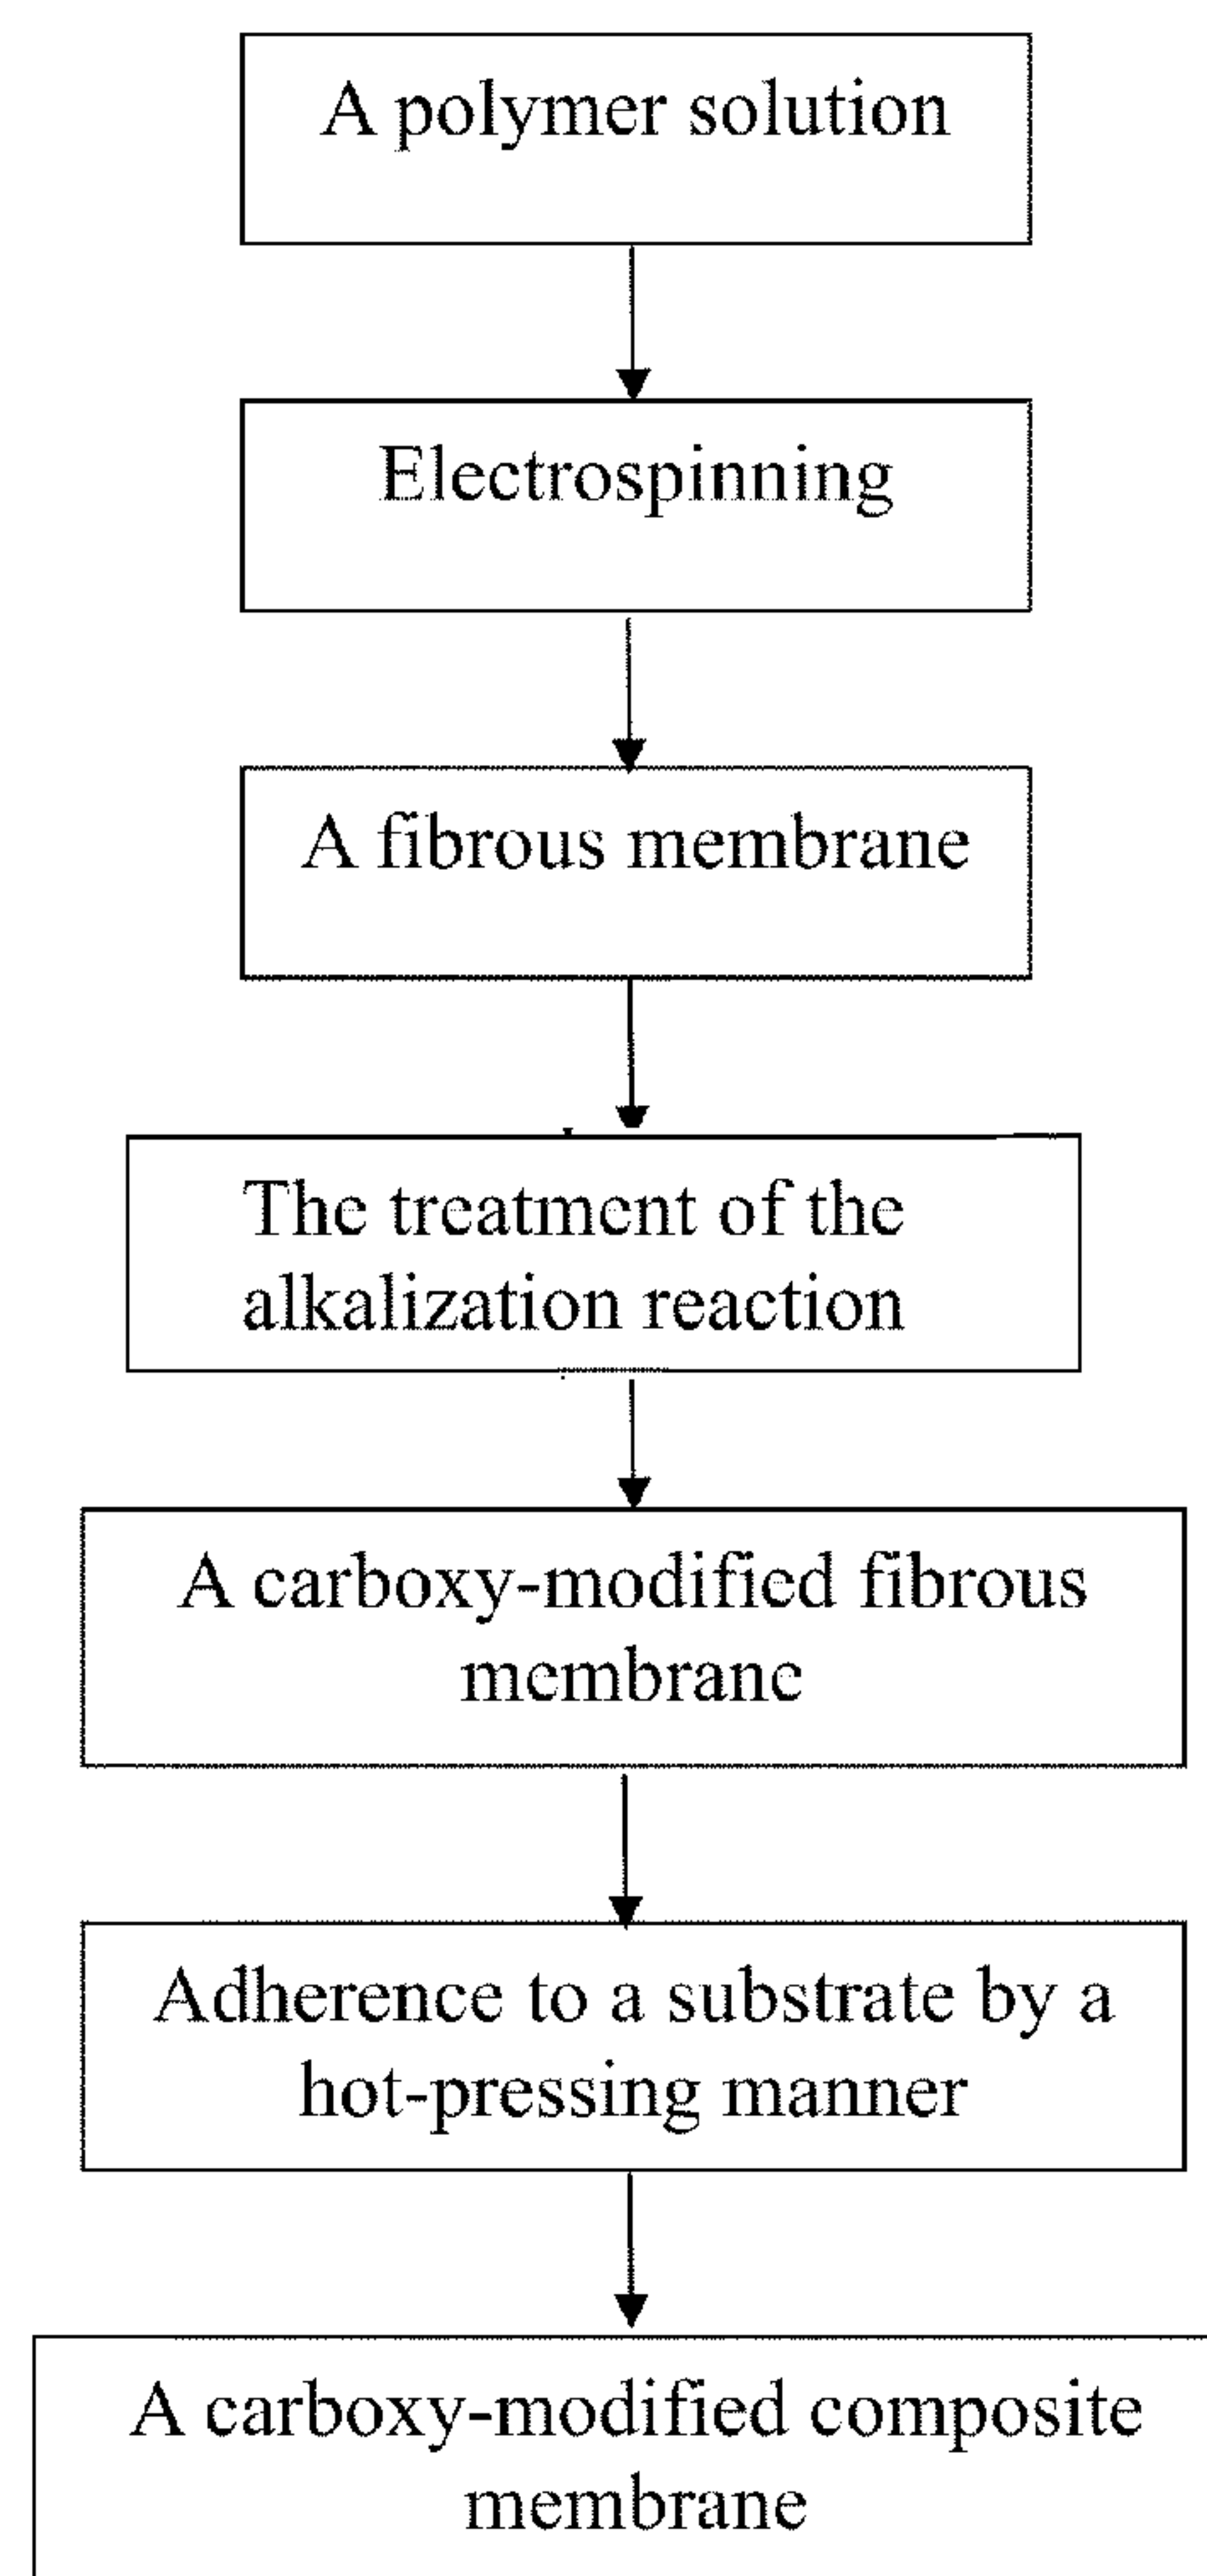 A polymer solution
Electrospinning
A fibrous membrane
The treatment of the
alkalization reaction
A carboxy-modified fibrous
membrane
Adherence to a substrate by a
hot-pressing manner
A carboxy-modified composite
membrane